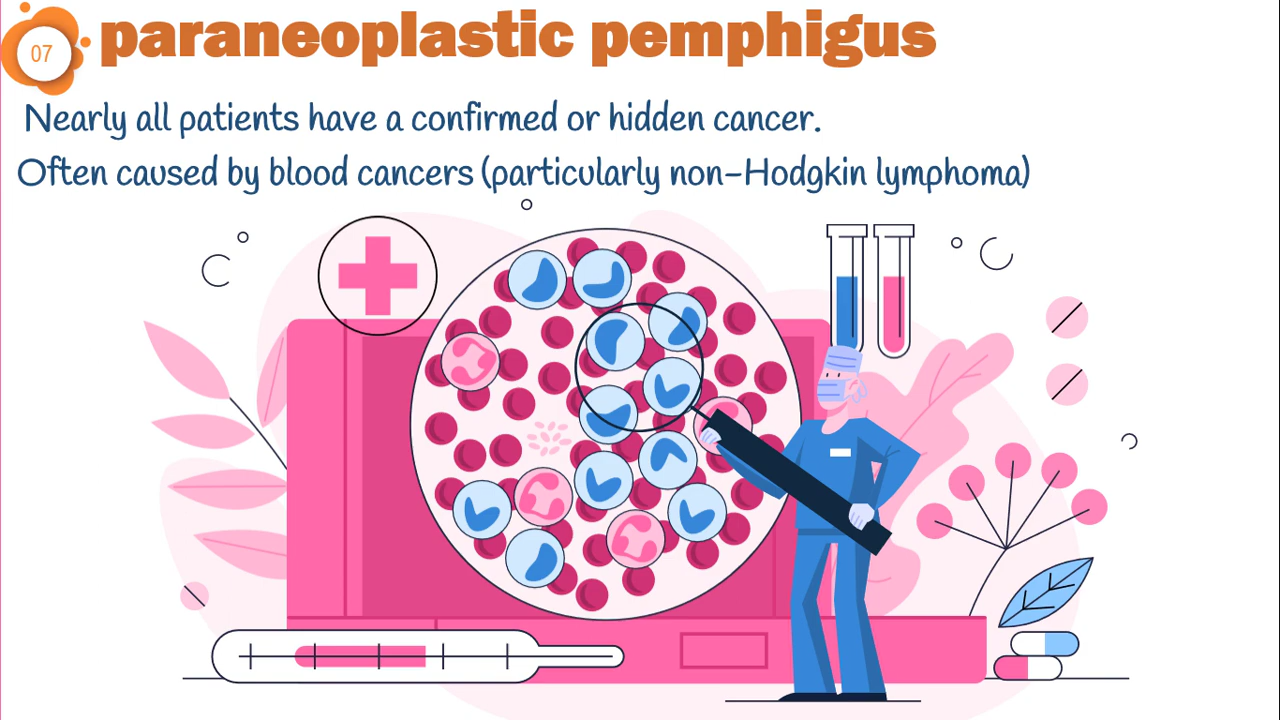 07
paraneoplastic pemphigus
Nearly all patients have a confirmed or hidden cancer.
Often caused by blood cancers (particularly non-Hodgkin lymphoma)